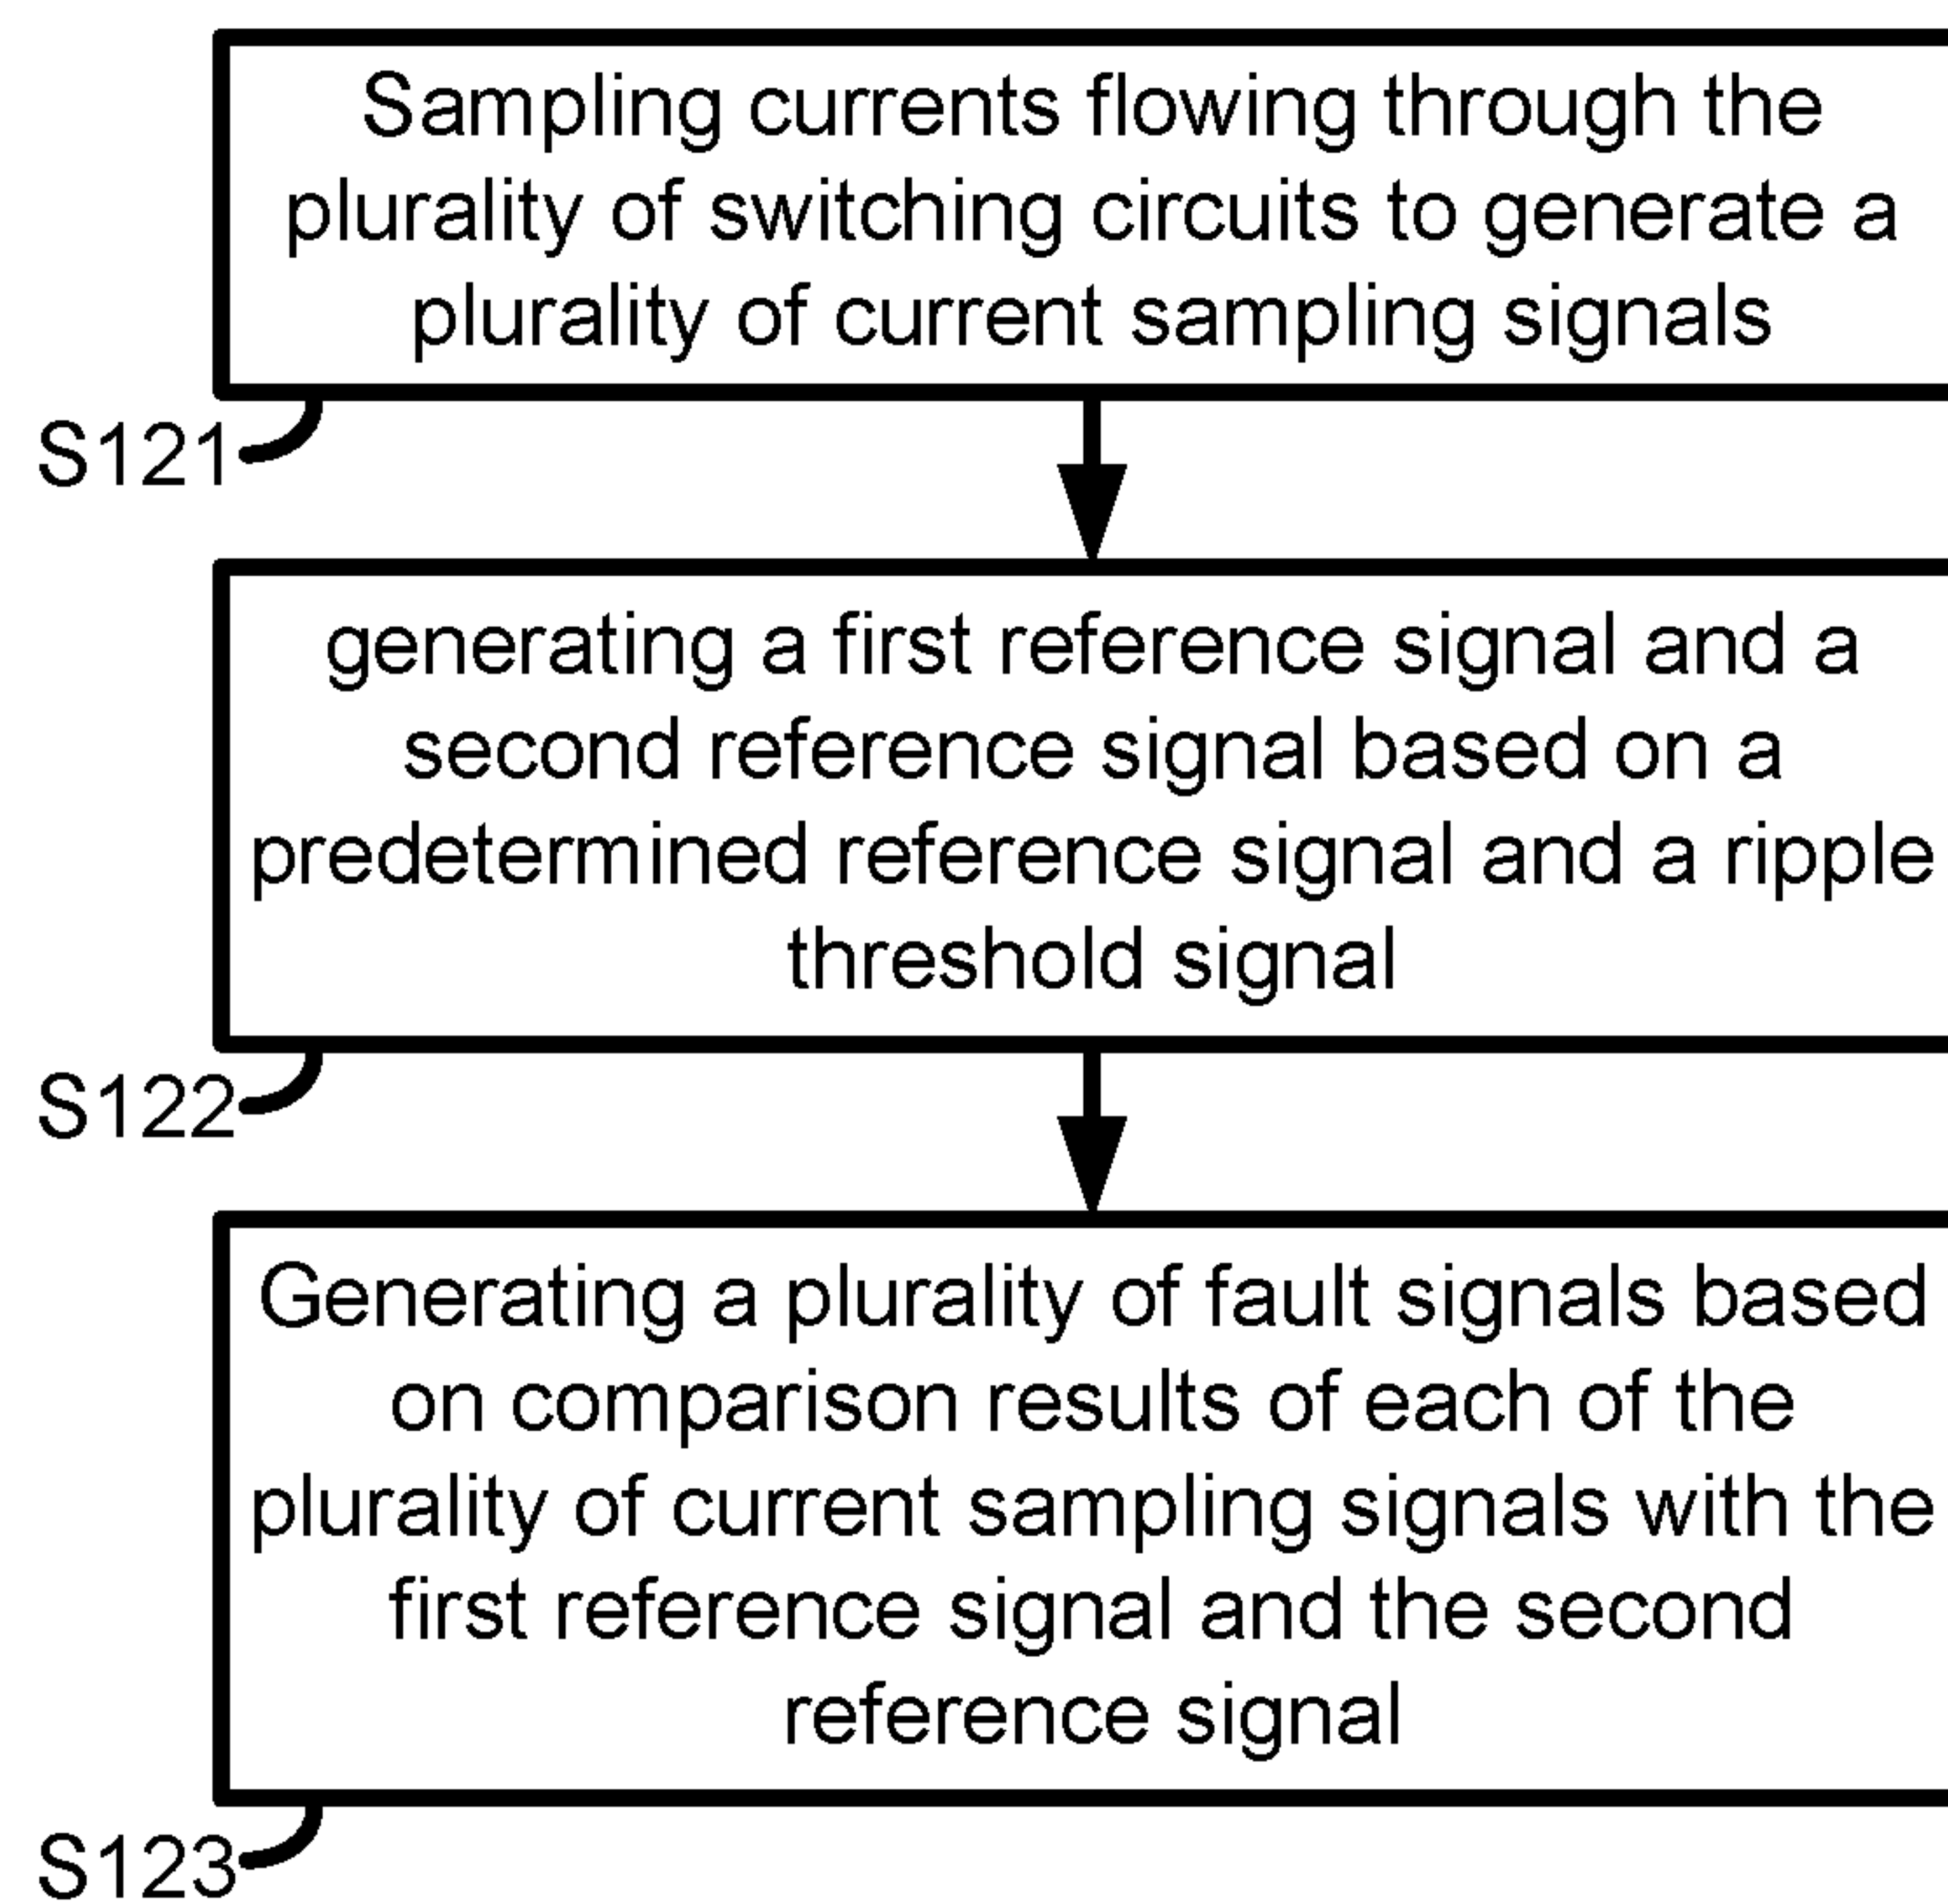 Sampling currents flowing through the
plurality of switching circuits to generate a
plurality of current sampling signals
S121
generating a first reference signal and a
second reference signal based on a
predetermined reference signal and a ripple
threshold signal
S122
Generating a plurality of fault signals based
on comparison results of each of the
plurality of current sampling signals with the
first reference signal and the second
reference signal
S123